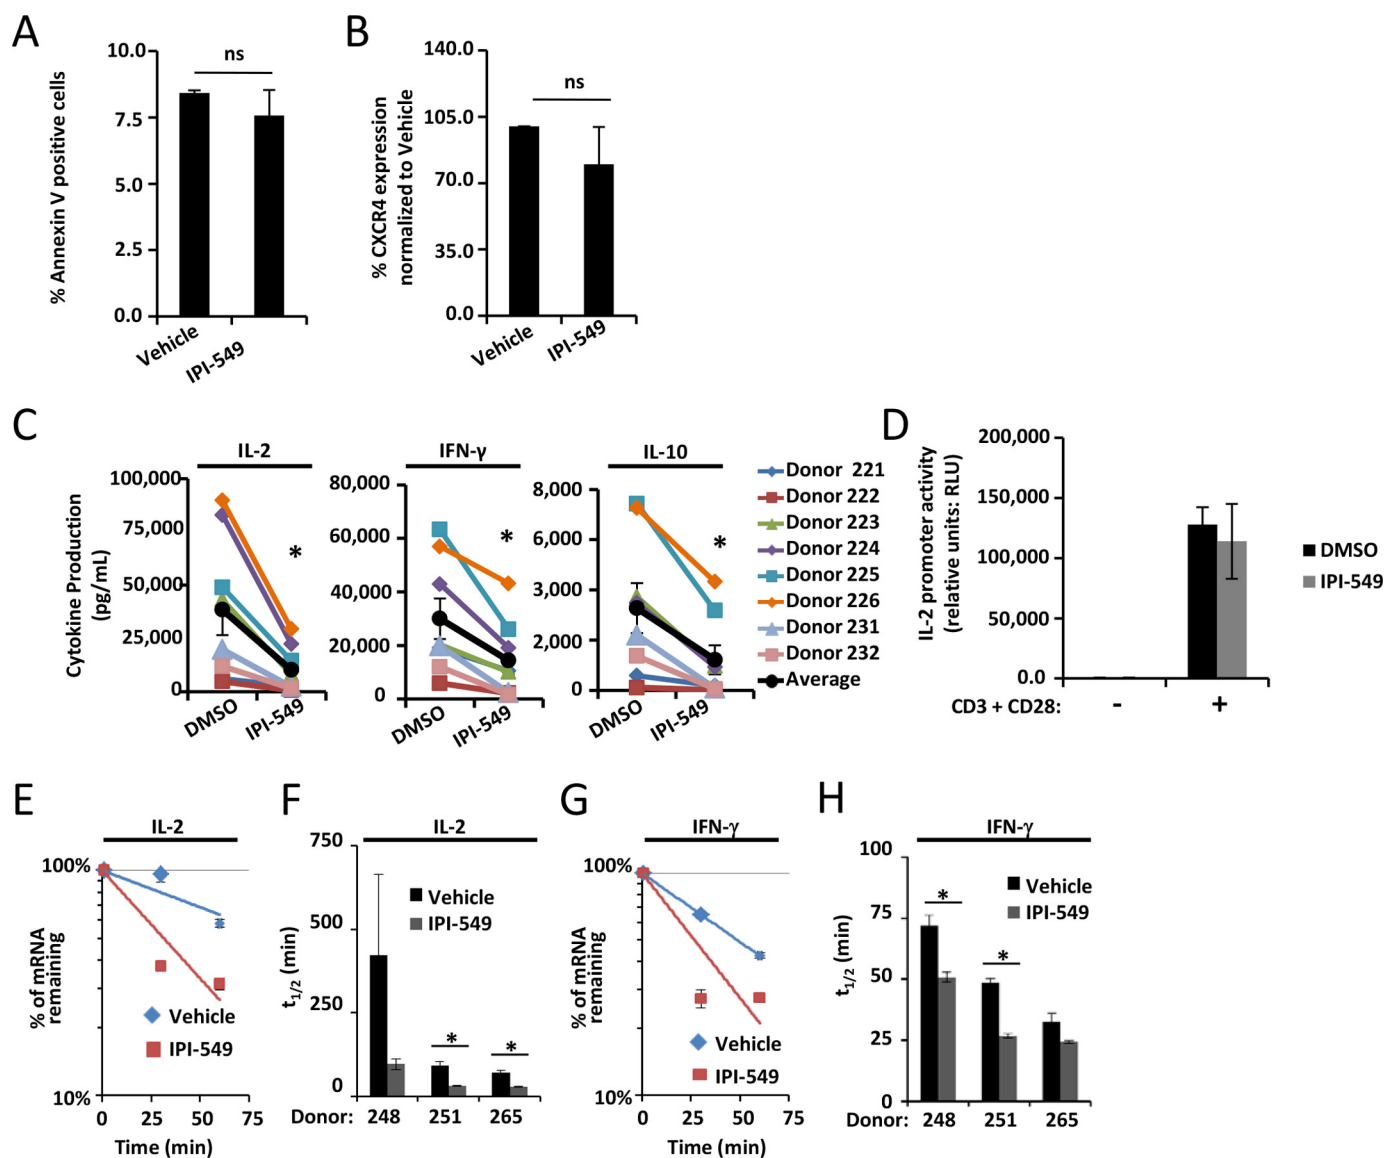 A
10.0
7.5
5.0
2.5
0.0
% Annexin V positive cells
ns
Vehicle
IPI-549
B
140.0
105.0
70.0
35.0
0.0
% CXCR4 expression
normalized to Vehicle
ns
Vehicle
IPI-549
C
Cytokine Production
(pg/mL)
IL-2
100,000
75,000
50,000
25,000
0
*
DMSO
IPI-549
IFN-γ
80,000
60,000
40,000
20,000
0
*
DMSO
IPI-549
IL-10
8,000
6,000
3,000
2,000
0
*
DMSO
IPI-549
Donor 221
Donor 222
Donor 223
Donor 224
Donor 225
Donor 226
Donor 231
Donor 232
Average
D
IL-2 promoter activity
(relative units: RLU)
200,000
150,000
100,000
50,000
0.0
CD3 + CD28:
-
+
DMSO
IPI-549
E
IL-2
100%
10%
% of mRNA
remaining
Vehicle
IPI-549
0 25 50 75
Time (min)
F
IL-2
750
500
250
0
t1/2 (min)
Vehicle
IPI-549
*
*
Donor: 248 251 265
G
IFN-γ
100%
10%
% of mRNA
remaining
Vehicle
IPI-549
0 25 50 75
Time (min)
H
IFN-γ
100
75
50
25
0
t1/2 (min)
Vehicle
IPI-549
*
*
248 251 265